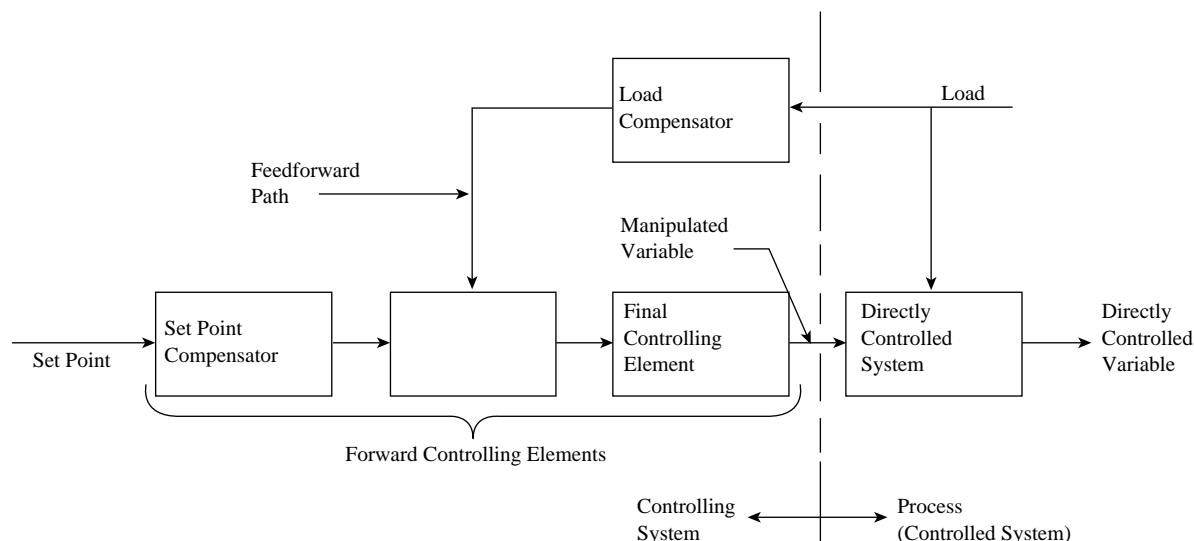 Load
Compensator
Load
Feedforward
Path
Manipulated
Variable
Set Point
Set Point
Compensator
Final
Controlling
Element
Directly
Controlled
System
Directly
Controlled
Variable
Forward Controlling Elements
Controlling
System
Process
(Controlled System)